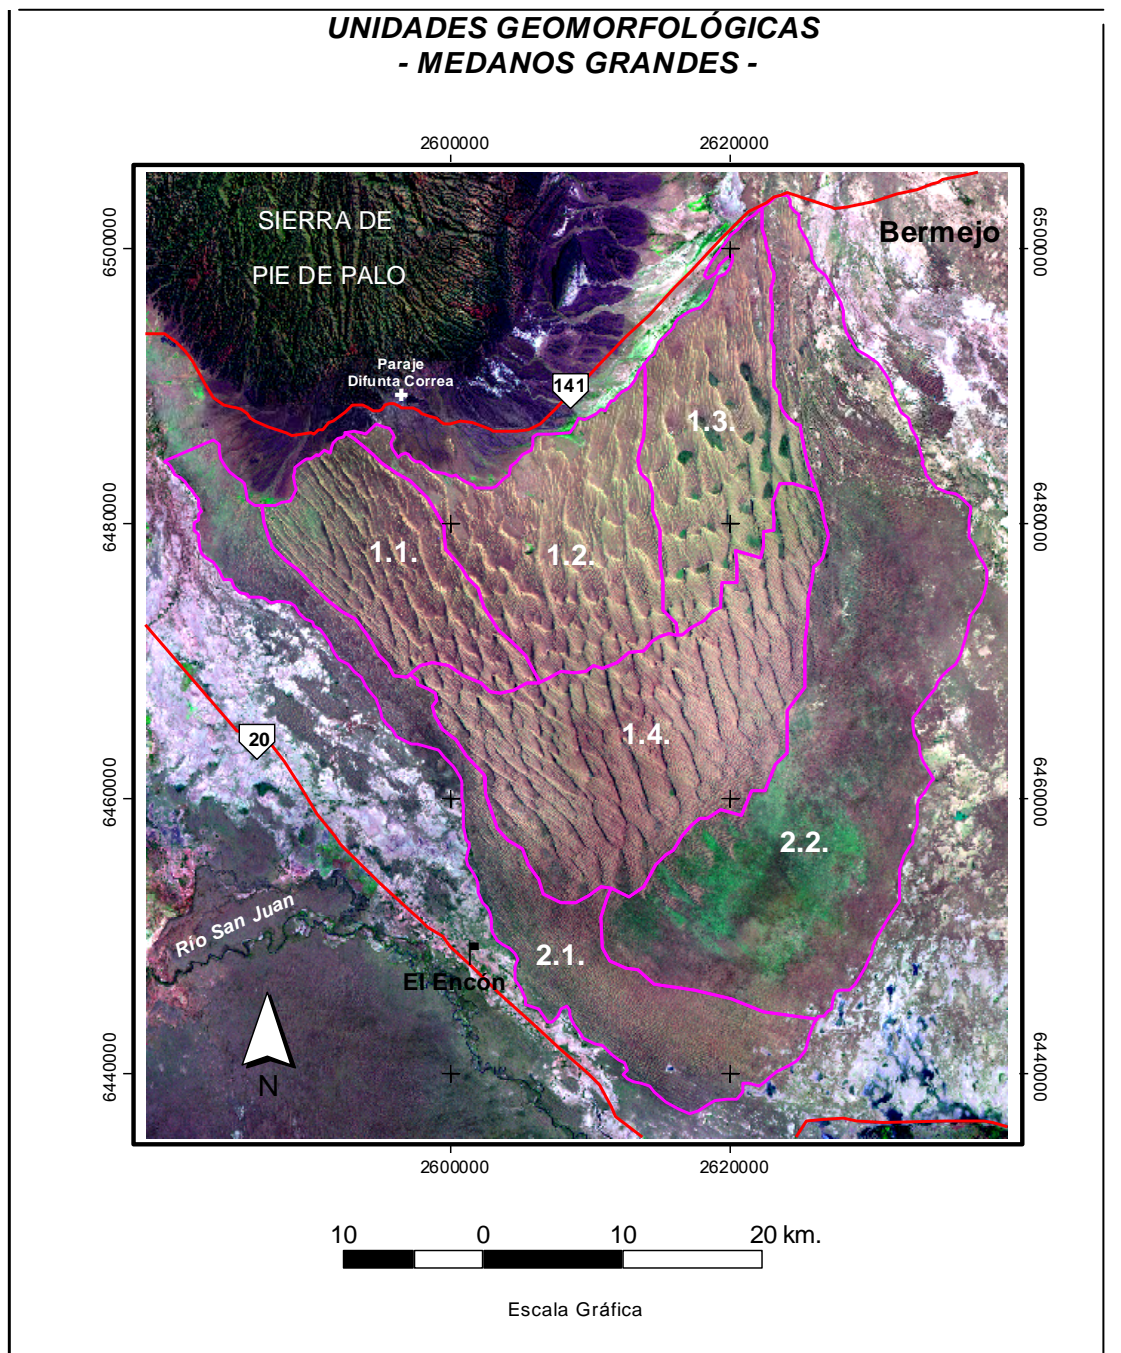 UNIDADES GEOMORFOLÓGICAS
- MEDANOS GRANDES -
2600000 2620000
SIERRA DE
PIE DE PALO
Bermejo
6500000 6500000
Paraje
Difunta Correa
141
1.3.
1.1. 1.2.
6480000 6480000
1.4.
20
6460000 6460000
2.2.
Río San Juan
2.1.
El Encón
N
6440000 6440000
2600000 2620000
10 0 10 20 km.
Escala Gráfica